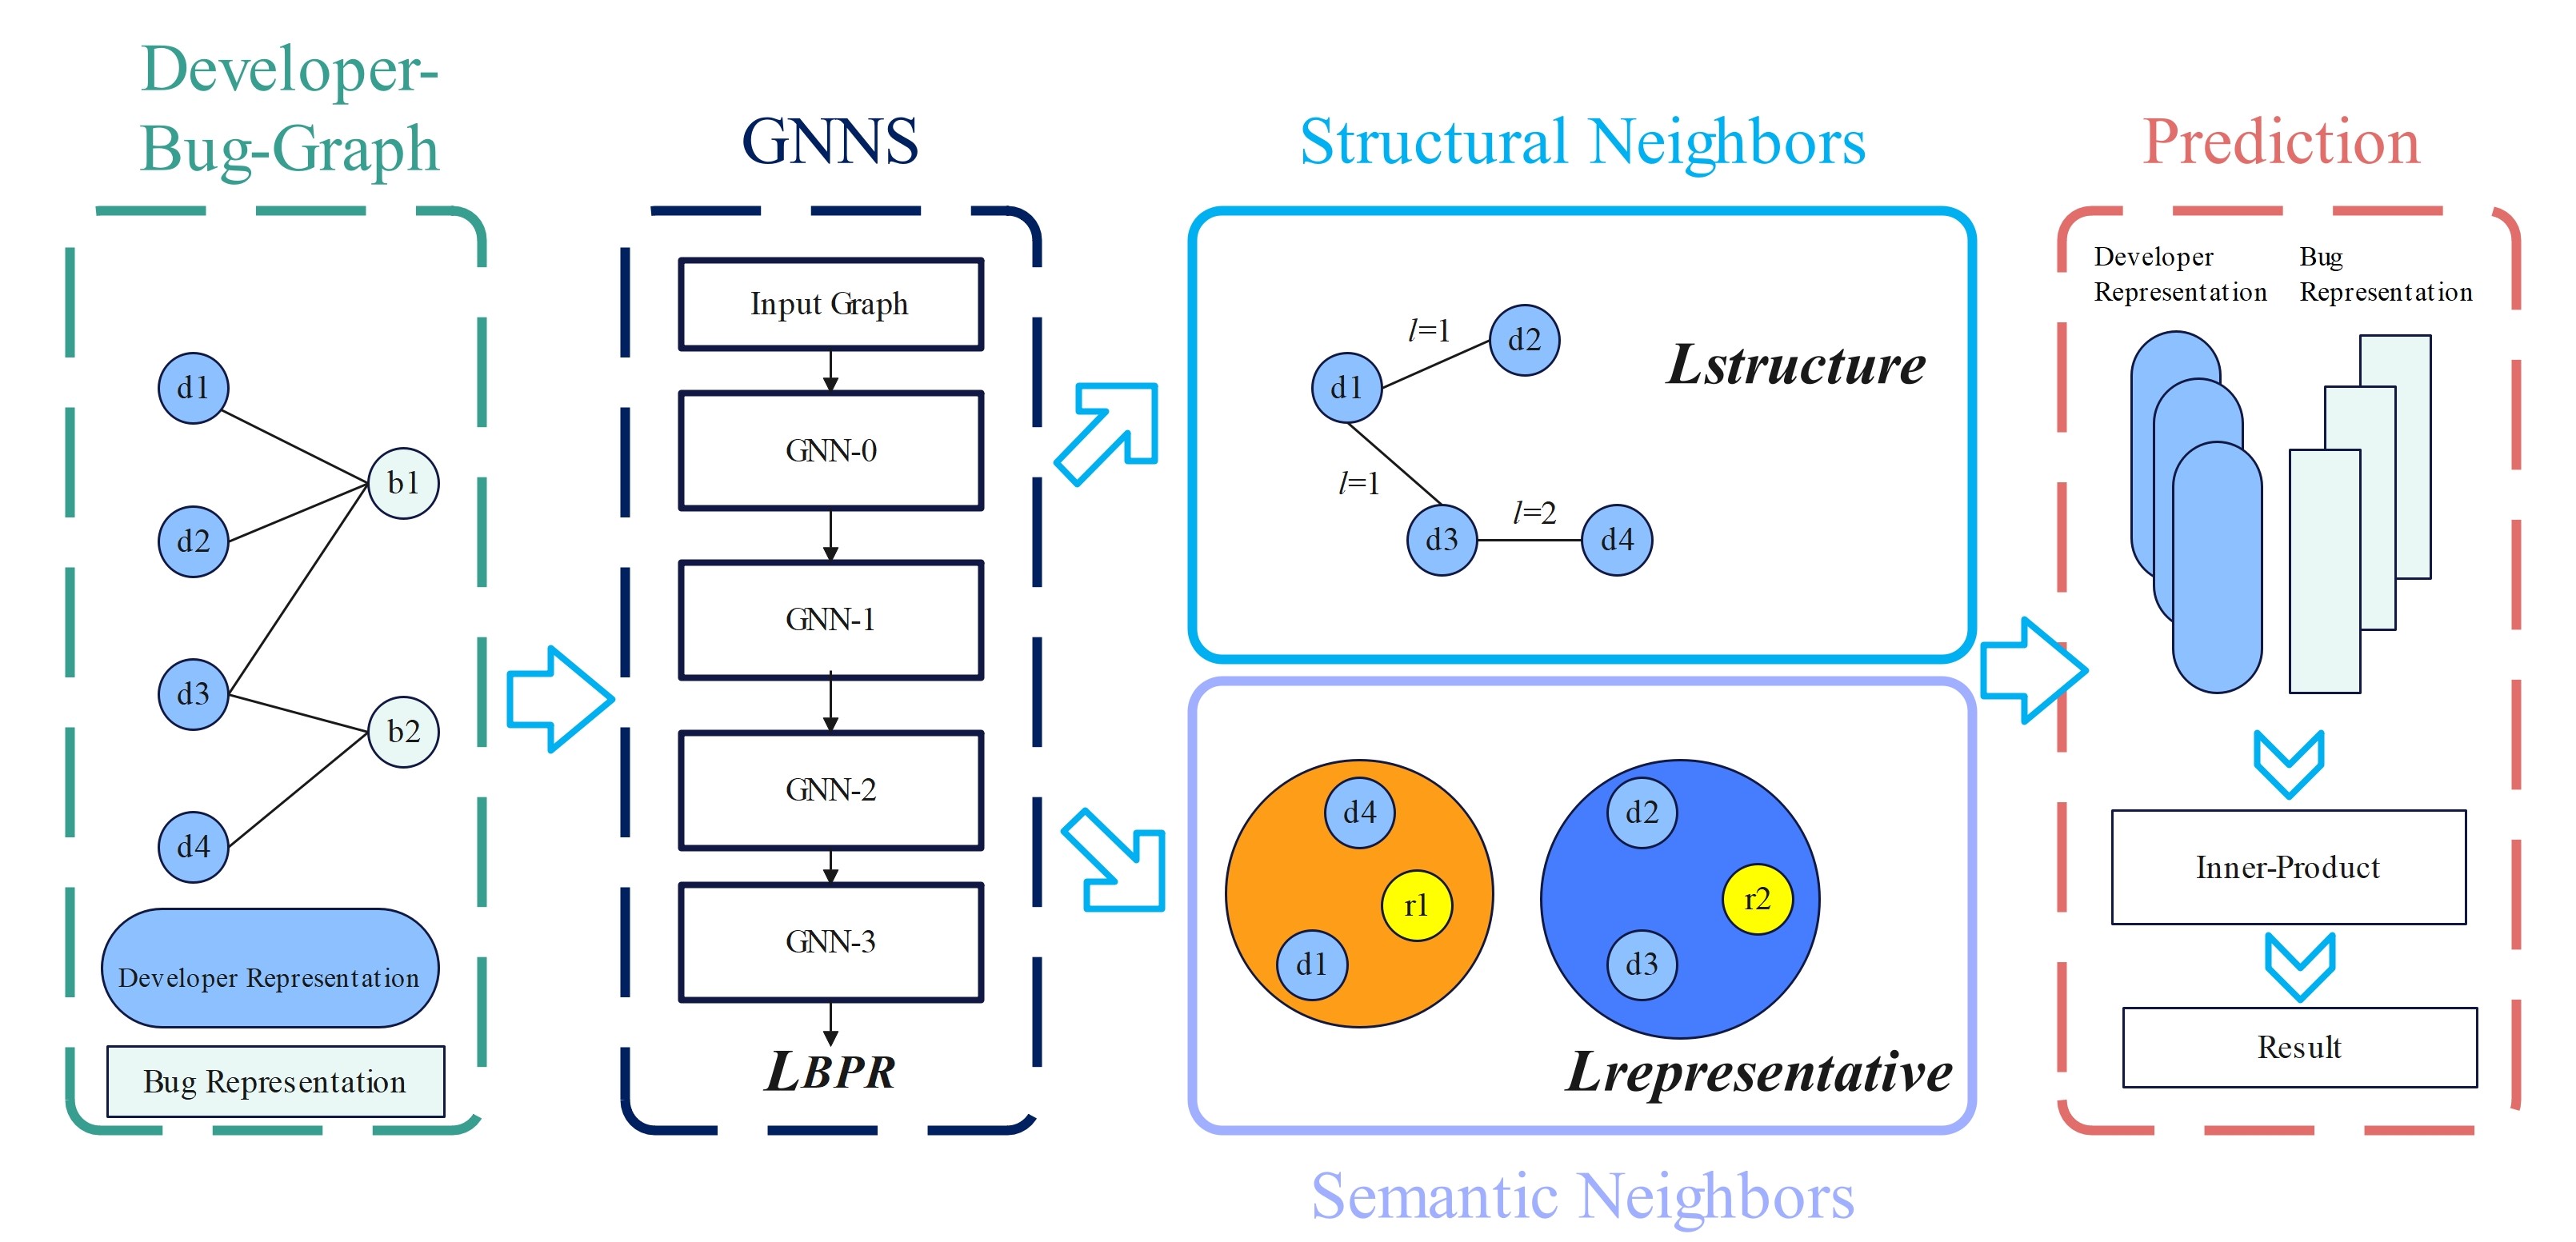 Developer-
Bug-Graph
d1
d2
d3
d4
b1
b2
Developer Representation
Bug Representation
GNNS
Input Graph
GNN-0
GNN-1
GNN-2
GNN-3
LBPR
Structural Neighbors
d1
l=1
d2
l=1
d3
l=2
d4
Lstructure
d4
r1
d1
d2
r2
d3
Lrepresentative
Semantic Neighbors
Prediction
Developer
Representation
Bug
Representation
Inner-Product
Result